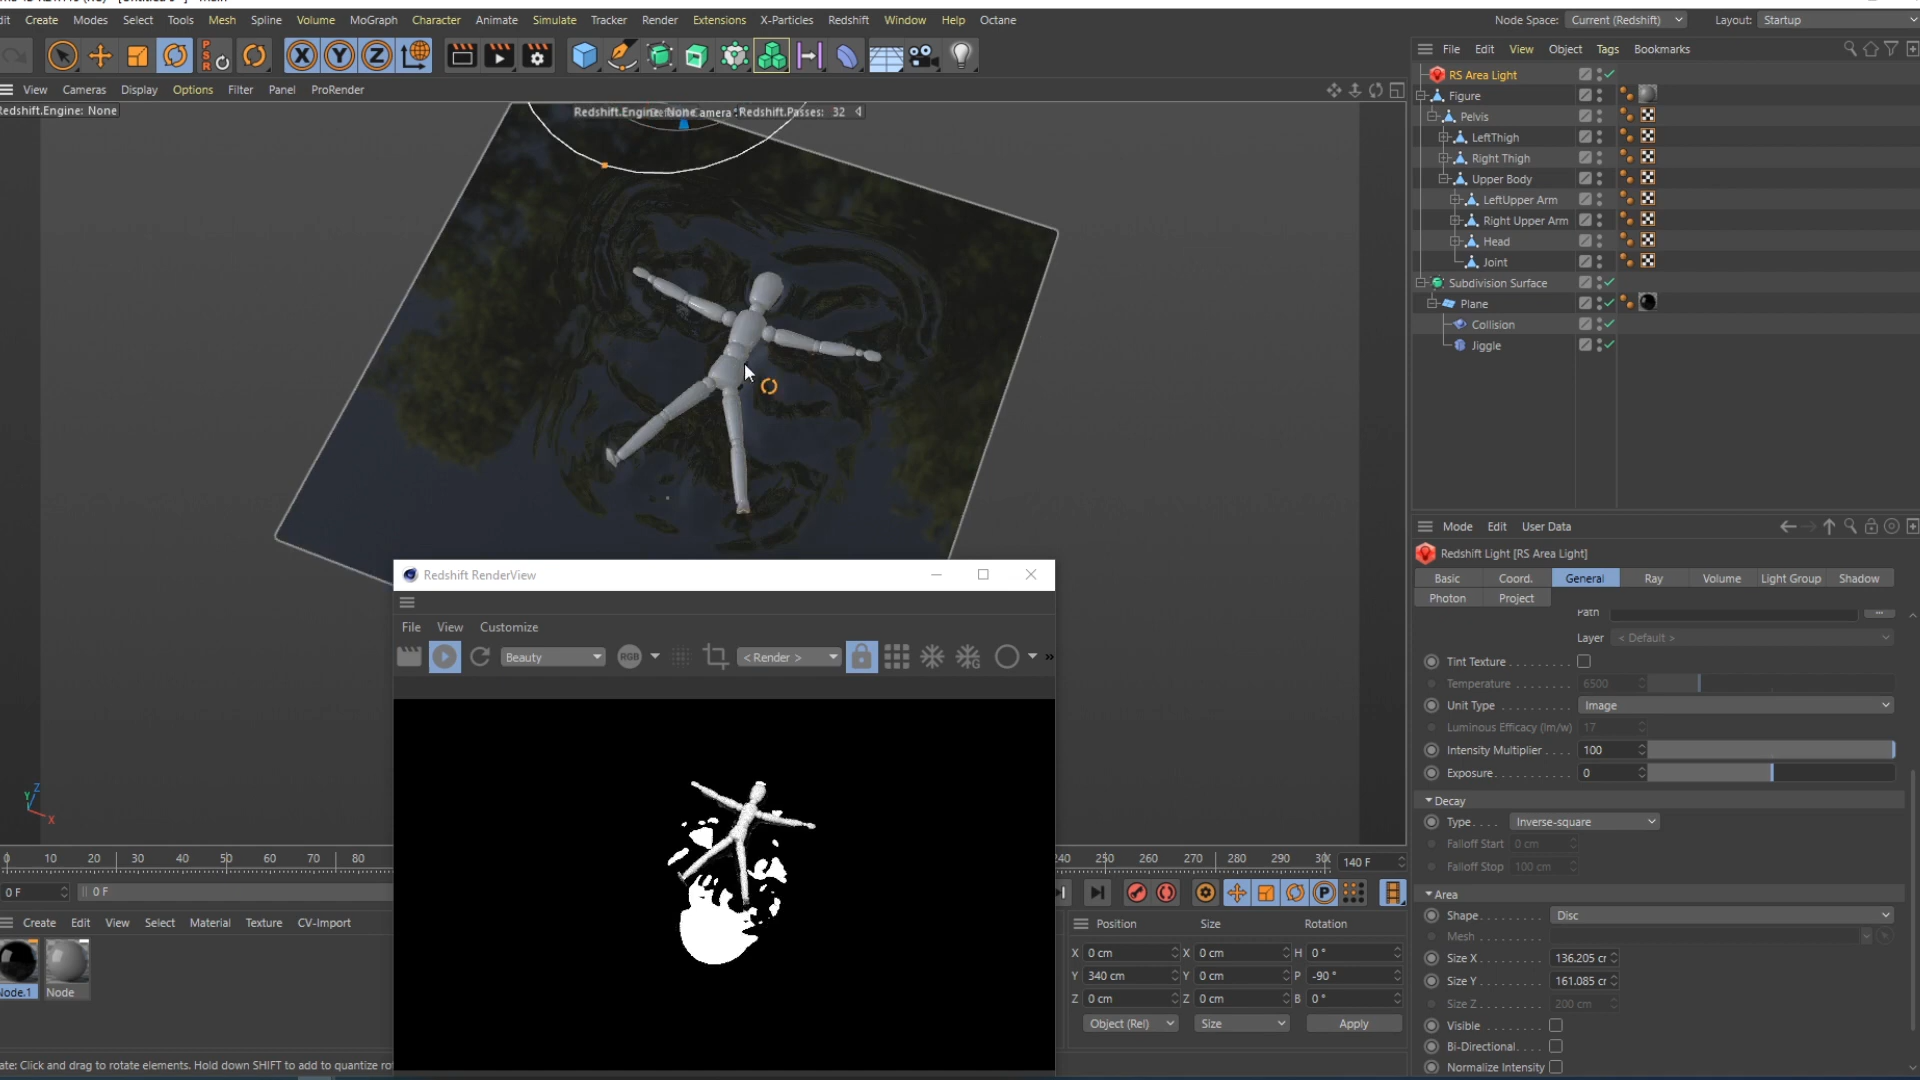 Create Modes Select Tools Mesh Spline Volume MoGraph Character Animate Simulate Tracker Render Extensions X-Particles Redshift Window Help Octane
Node Space: Current (Redshift) Layout: Startup
PSR
X Y Z
File Edit View Object Tags Bookmarks
View Cameras Display Options Filter Panel ProRender
Redshift.Engine: None
Redshift.Passes: 32
RS Area Light
Figure
Pelvis
LeftThigh
Right Thigh
Upper Body
LeftUpper Arm
Right Upper Arm
Head
Joint
Subdivision Surface
Plane
Collision
Jiggle
Mode Edit User Data
Redshift Light [RS Area Light]
Basic Coord. General Ray Volume Light Group Shadow
Photon Project
Path ...
Layer < Default >
Tint Texture
Temperature 6500
Unit Type Image
Luminous Efficacy (lm/w) 17
Intensity Multiplier 100
Exposure 0
Decay
Type Inverse-square
Falloff Start 0 cm
Falloff Stop 100 cm
Area
Shape Disc
Mesh
Size X 136.205 cr
Size Y 161.085 cr
Size Z 200 cm
Visible
Bi-Directional
Normalize Intensity
Redshift RenderView
File View Customize
Beauty RGB < Render > G »
Y Z X
0 10 20 30 40 50 60 70 80
240 250 260 270 280 290 30 140 F
0 F 0 F
P
Create Edit View Select Material Texture CV-Import
Node.1 Node
Position Size Rotation
X 0 cm X 0 cm H 0 °
Y 340 cm Y 0 cm P -90 °
Z 0 cm Z 0 cm B 0 °
Object (Rel) Size Apply
ate: Click and drag to rotate elements. Hold down SHIFT to add to quantize ro